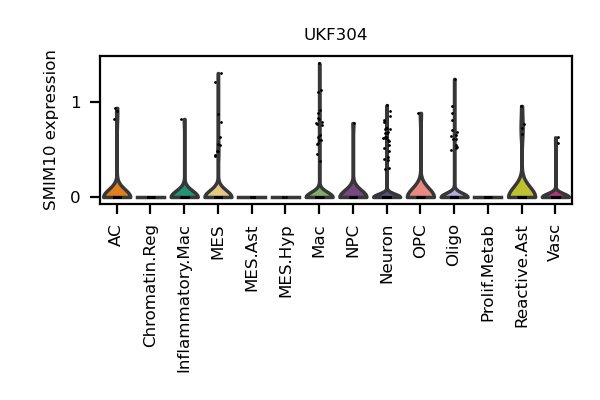 UKF304
SMIM10 expression
1
0
AC
Chromatin.Reg
Inflammatory.Mac
MES
MES.Ast
MES.Hyp
Mac
NPC
Neuron
OPC
Oligo
Prolif.Metab
Reactive.Ast
Vasc